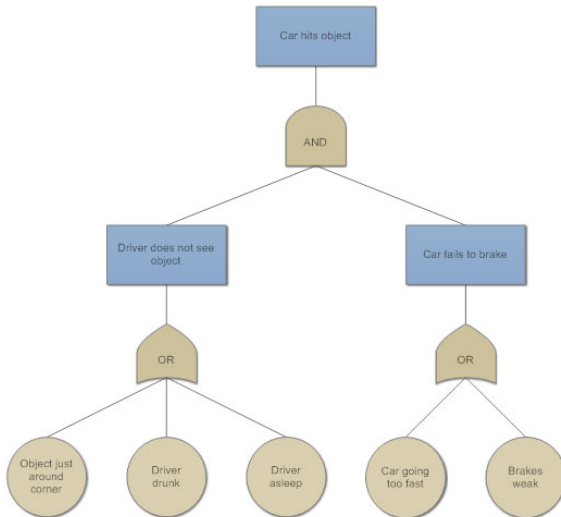 Car hits object
AND
Driver does not see
object
Car fails to brake
OR
OR
Object just
around
corner
Driver
drunk
Driver
asleep
Car going
too fast
Brakes
weak